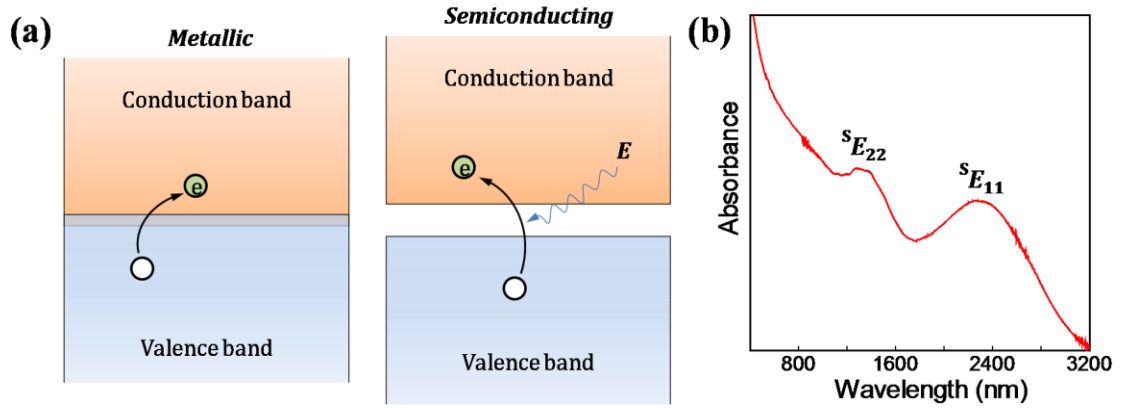 (a)
Metallic
Conduction band
e
Valence band
Semiconducting
Conduction band
e
E
Valence band
(b)
Absorbance
ˢE₂₂
ˢE₁₁
800 1600 2400 3200
Wavelength (nm)